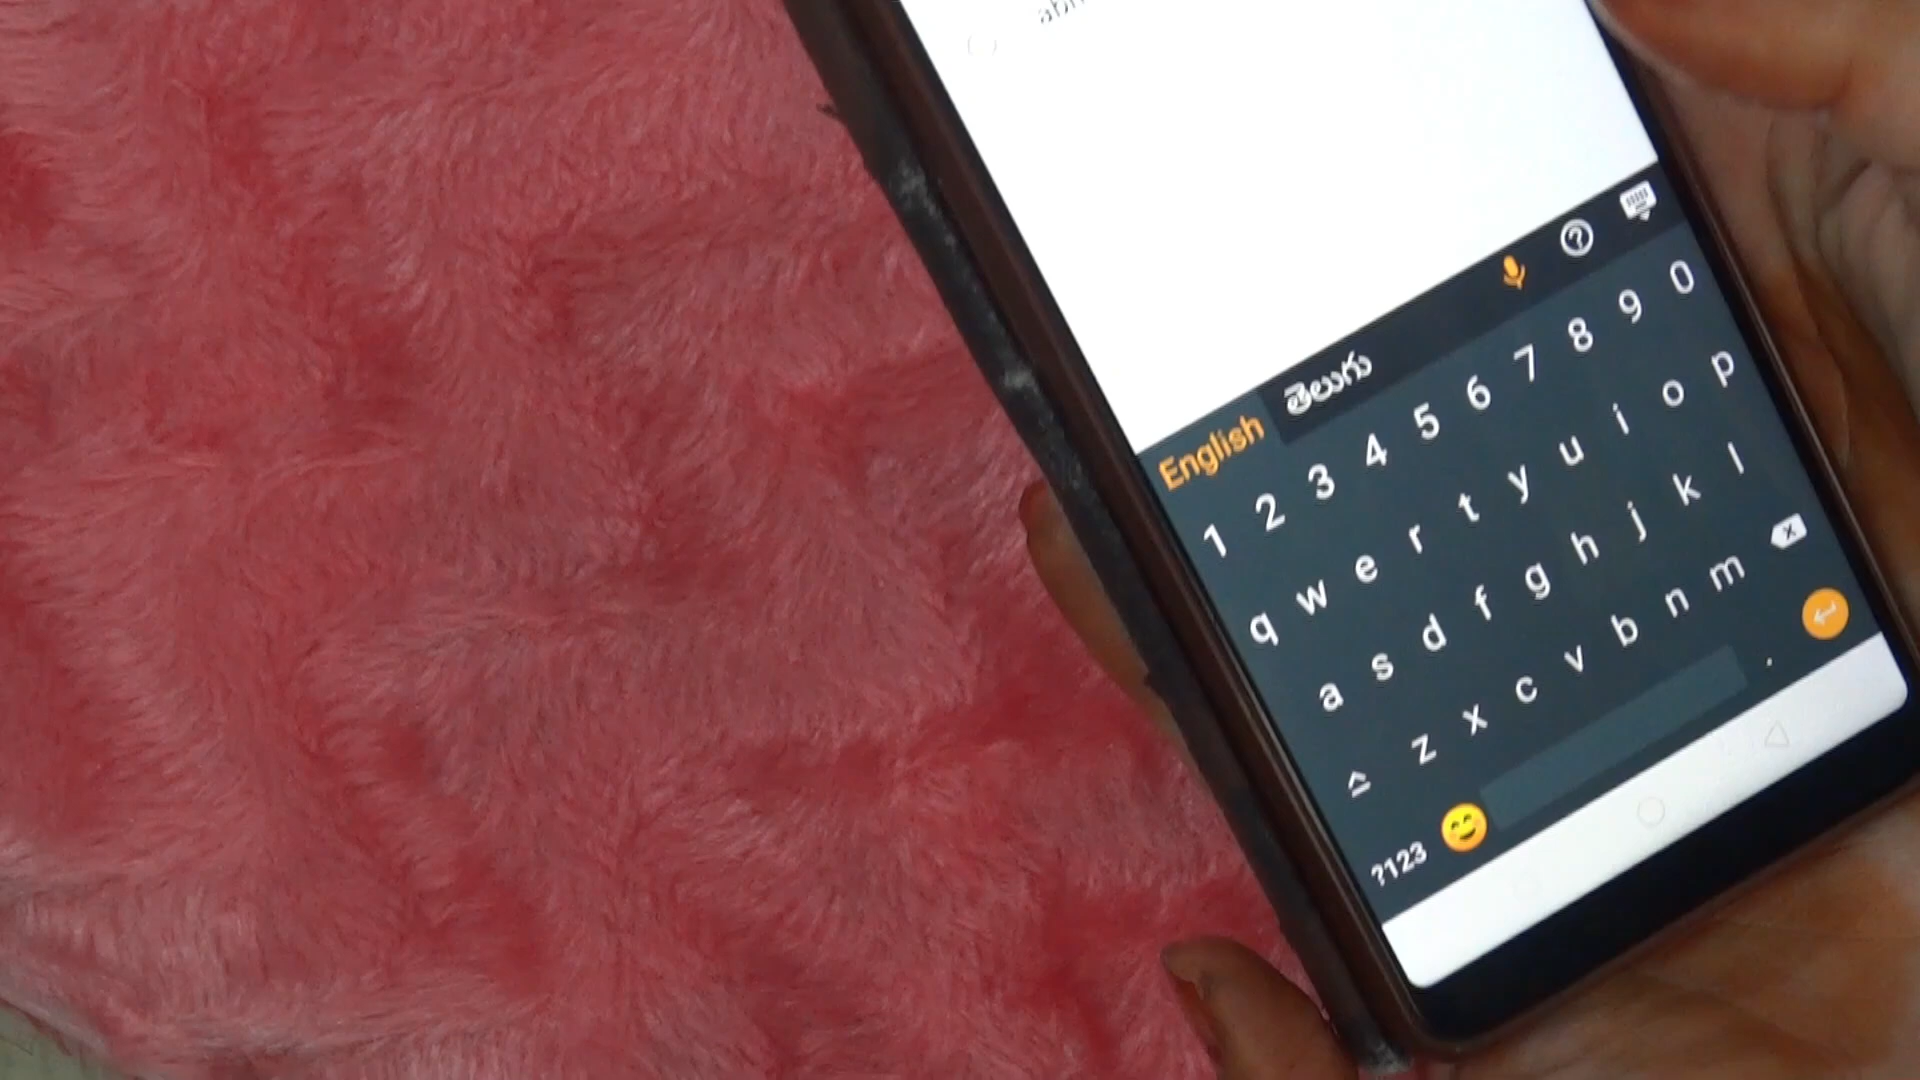 English తెలుగు
1 2 3 4 5 6 7 8 9 0
q w e r t y u i o p
a s d f g h j k l
z x c v b n m
?123 .